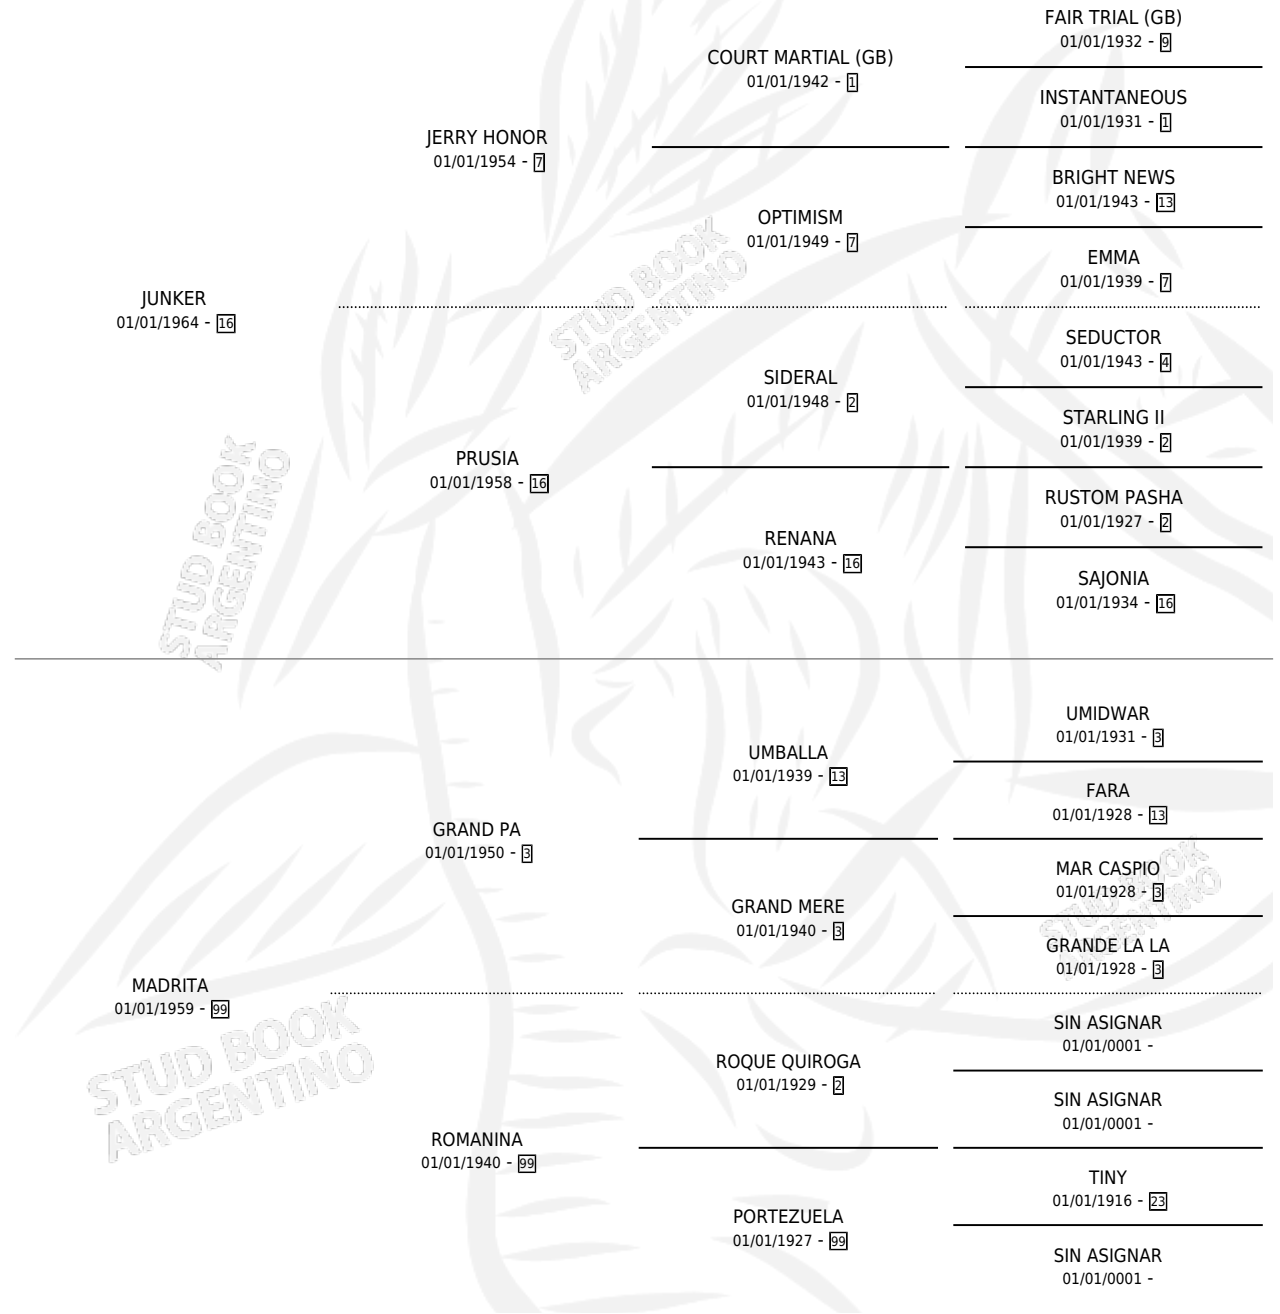 FAIR TRIAL (GB)
01/01/1932 - 9
COURT MARTIAL (GB)
01/01/1942 - 1
INSTANTANEOUS
01/01/1931 - 1
JERRY HONOR
01/01/1954 - 7
BRIGHT NEWS
01/01/1943 - 13
OPTIMISM
01/01/1949 - 7
EMMA
01/01/1939 - 7
JUNKER
01/01/1964 - 16
STUD BOOK
ARGENTINO
SEDUCTOR
01/01/1943 - 4
SIDERAL
01/01/1948 - 2
STARLING II
01/01/1939 - 2
PRUSIA
01/01/1958 - 16
RUSTOM PASHA
01/01/1927 - 2
RENANA
01/01/1943 - 16
SAJONIA
01/01/1934 - 16
STUD BOOK
ARGENTINO
UMIDWAR
01/01/1931 - 3
UMBALLA
01/01/1939 - 13
FARA
01/01/1928 - 13
GRAND PA
01/01/1950 - 3
MAR CASPIO
01/01/1928 - 3
GRAND MERE
01/01/1940 - 3
GRANDE LA LA
01/01/1928 - 3
STUD BOOK
ARGENTINO
MADRITA
01/01/1959 - 99
SIN ASIGNAR
01/01/0001 -
ROQUE QUIROGA
01/01/1929 - 2
SIN ASIGNAR
01/01/0001 -
STUD BOOK
ARGENTINO
ROMANINA
01/01/1940 - 99
TINY
01/01/1916 - 23
PORTEZUELA
01/01/1927 - 99
SIN ASIGNAR
01/01/0001 -